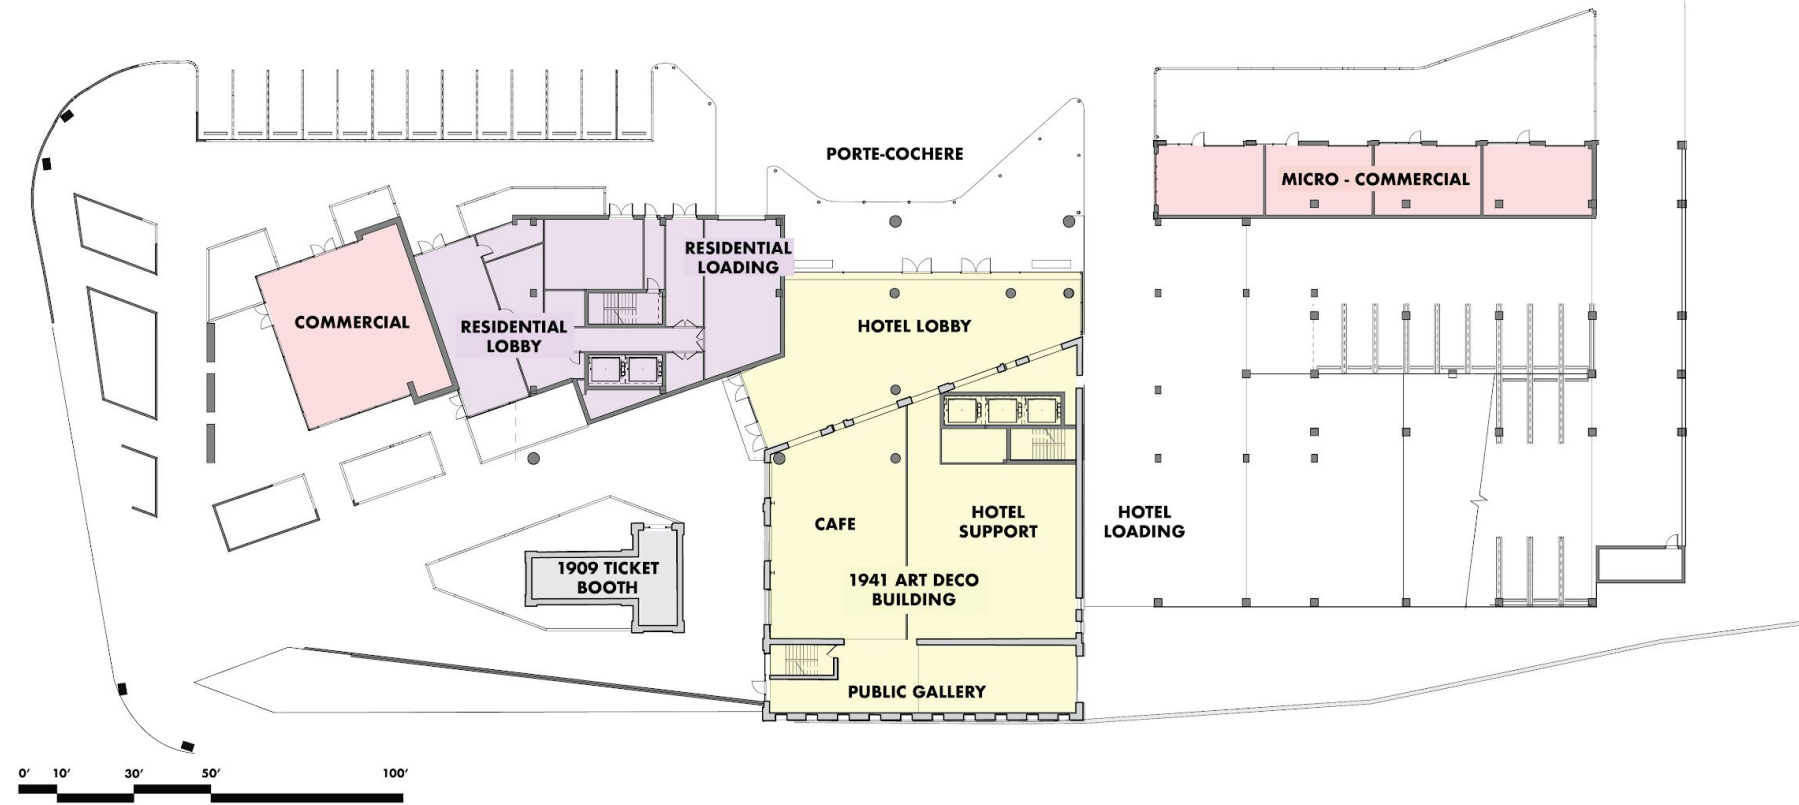 PORTE-COCHERE
MICRO - COMMERCIAL
RESIDENTIAL
LOADING
COMMERCIAL
RESIDENTIAL
LOBBY
HOTEL LOBBY
CAFE
HOTEL
SUPPORT
HOTEL
LOADING
1909 TICKET
BOOTH
1941 ART DECO
BUILDING
PUBLIC GALLERY
0' 10' 30' 50' 100'